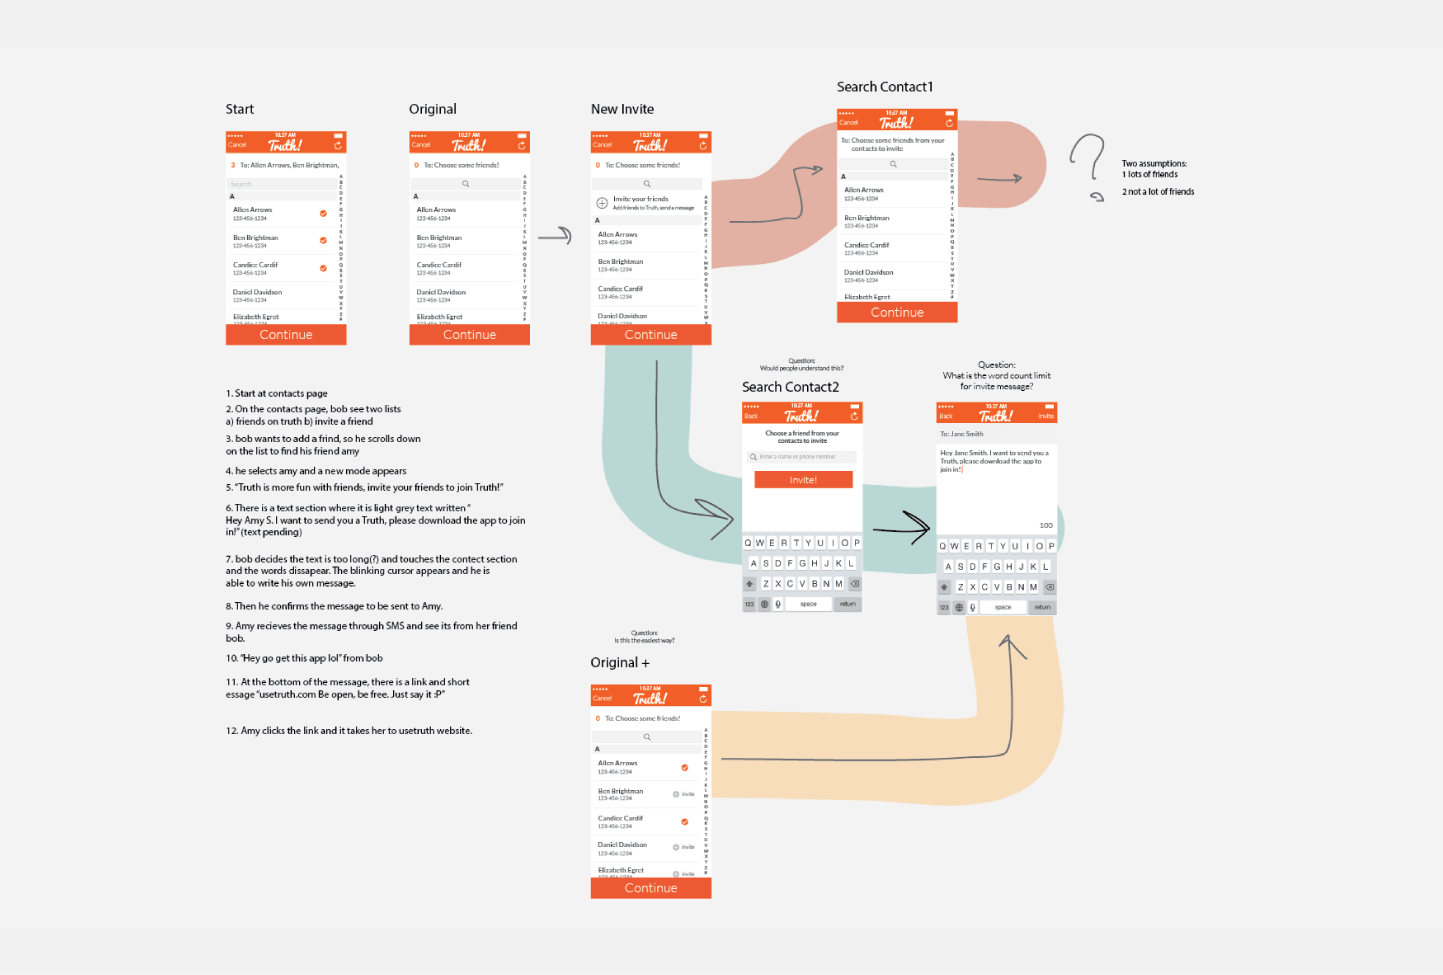 Start
10:37 AM
Cancel
Truth!
3 To: Allen Arrows, Ben Brightman,
Search
A
Allen Arrows
123-456-1234
Ben Brightman
123-456-1234
Candice Cardif
123-456-1234
Daniel Davidson
123-456-1234
Elizabeth Egret
Continue
Original
10:37 AM
Cancel
Truth!
0 To: Choose some friends!
A
Allen Arrows
123-456-1234
Ben Brightman
123-456-1234
Candice Cardif
123-456-1234
Daniel Davidson
123-456-1234
Elizabeth Egret
Continue
New Invite
10:37 AM
Cancel
Truth!
0 To: Choose some friends!
Invite your friends
Add friends to Truth, send a message
A
Allen Arrows
123-456-1234
Ben Brightman
123-456-1234
Candice Cardif
123-456-1234
Daniel Davidson
Continue
Search Contact1
10:37 AM
Cancel
Truth!
To: Choose some friends from your
contacts to invite
A
Allen Arrows
123-456-1234
Ben Brightman
123-456-1234
Candice Cardif
123-456-1234
Daniel Davidson
123-456-1234
Elizabeth Egret
Continue
?
Two assumptions:
1 lots of friends
2 not a lot of friends
1. Start at contacts page
2. On the contacts page, bob see two lists
a) friends on truth b) invite a friend
3. bob wants to add a frind, so he scrolls down
on the list to find his friend amy
4. he selects amy and a new mode appears
5. "Truth is more fun with friends, invite your friends to join Truth!"
6. There is a text section where it is light grey text written "
Hey Amy S. I want to send you a Truth, please download the app to join
in!" (text pending)
7. bob decides the text is too long(?) and touches the contect section
and the words dissapear. The blinking cursor appears and he is
able to write his own message.
8. Then he confirms the message to be sent to Amy.
9. Amy recieves the message through SMS and see its from her friend
bob.
10. "Hey go get this app lol" from bob
11. At the bottom of the message, there is a link and short
essage "usetruth.com Be open, be free. Just say it :P"
12. Amy clicks the link and it takes her to usetruth website.
Question:
Would people understand this?
Search Contact2
10:37 AM
Back
Truth!
Choose a friend from your
contacts to invite
Enter a name or phone number
Invite!
Q W E R T Y U I O P
A S D F G H J K L
Z X C V B N M
123 space return
Question:
What is the word count limit
for invite message?
10:37 AM
Back
Truth!
Invite
To: Jane Smith
Hey Jane Smith. I want to send you a
Truth, please download the app to
join in!
100
Q W E R T Y U I O P
A S D F G H J K L
Z X C V B N M
123 space return
Question:
Is this the easiest way?
Original +
10:37 AM
Cancel
Truth!
0 To: Choose some friends!
A
Allen Arrows
123-456-1234
Ben Brightman
123-456-1234
invite
Candice Cardif
123-456-1234
Daniel Davidson
123-456-1234
invite
Elizabeth Egret
invite
Continue